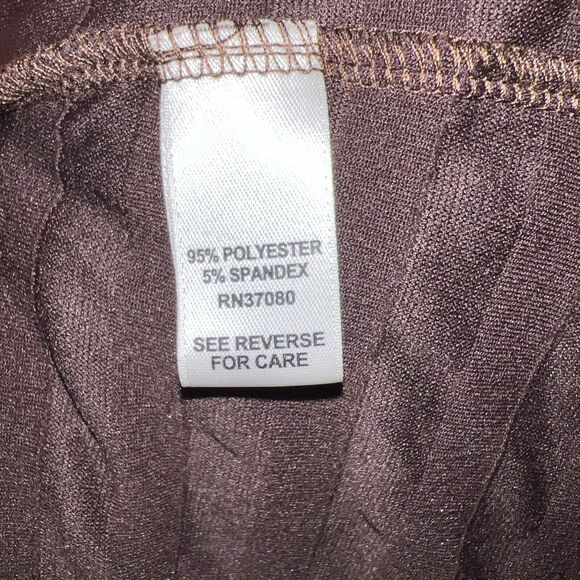 95% POLYESTER
5% SPANDEX
RN37080
SEE REVERSE
FOR CARE